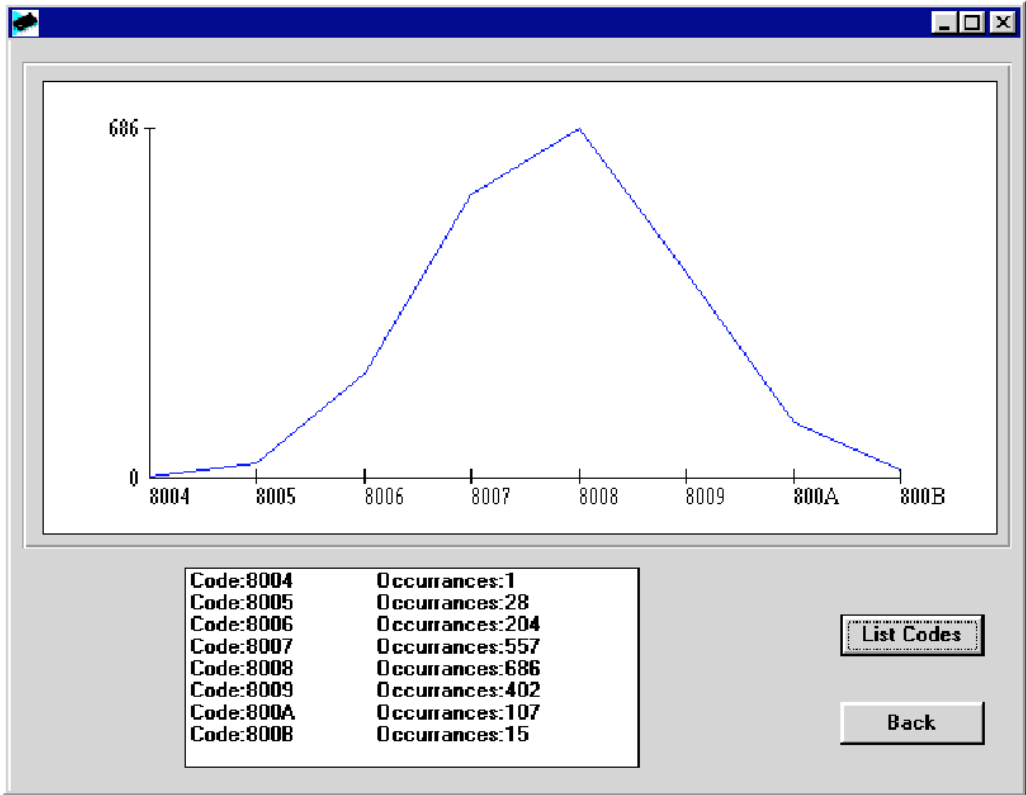 686
0
8004 8005 8006 8007 8008 8009 800A 800B
Code:8004 Occurrances:1
Code:8005 Occurrances:28
Code:8006 Occurrances:204
Code:8007 Occurrances:557
Code:8008 Occurrances:686
Code:8009 Occurrances:402
Code:800A Occurrances:107
Code:800B Occurrances:15
List Codes
Back